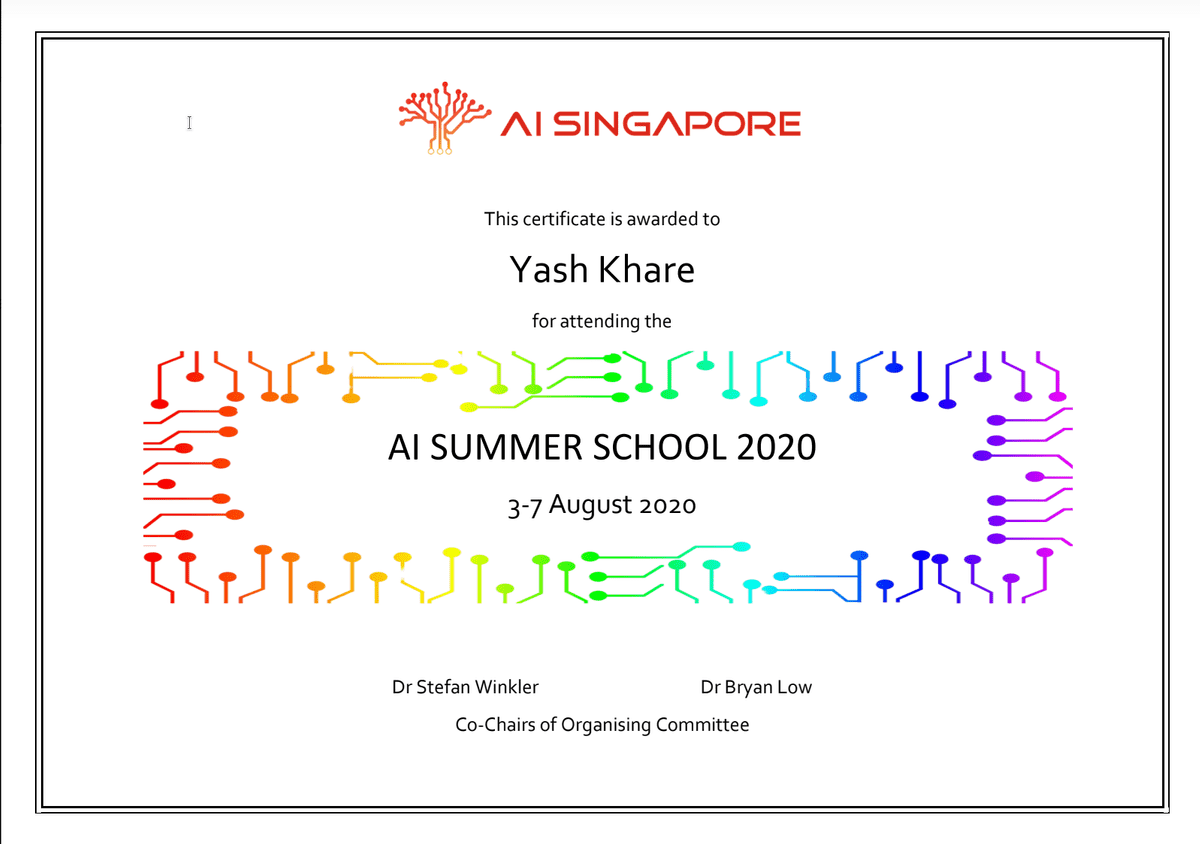 AI SINGAPORE
This certificate is awarded to
Yash Khare
for attending the
AI SUMMER SCHOOL 2020
3-7 August 2020
Dr Stefan Winkler Dr Bryan Low
Co-Chairs of Organising Committee